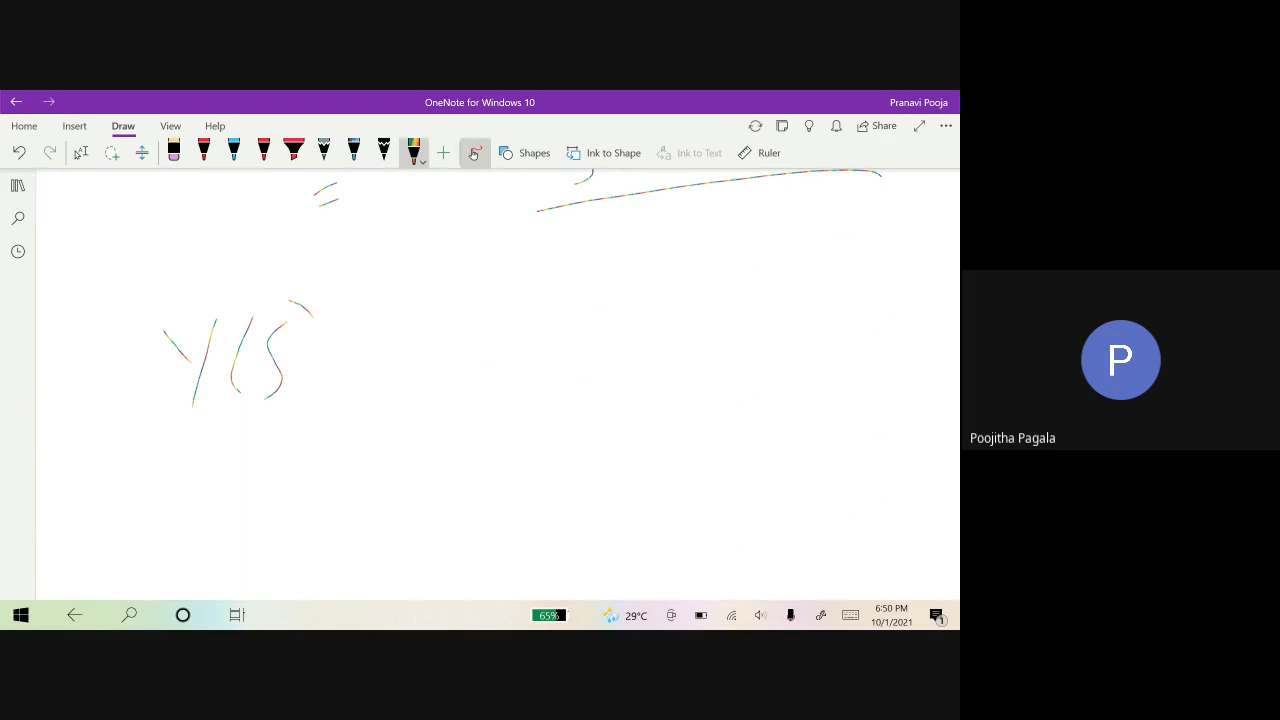 OneNote for Windows 10
Pranavi Pooja
Home Insert Draw View Help
Share
Shapes Ink to Shape Ink to Text Ruler
=
Y(S
P
Poojitha Pagala
65% 29°C
6:50 PM
10/1/2021
1